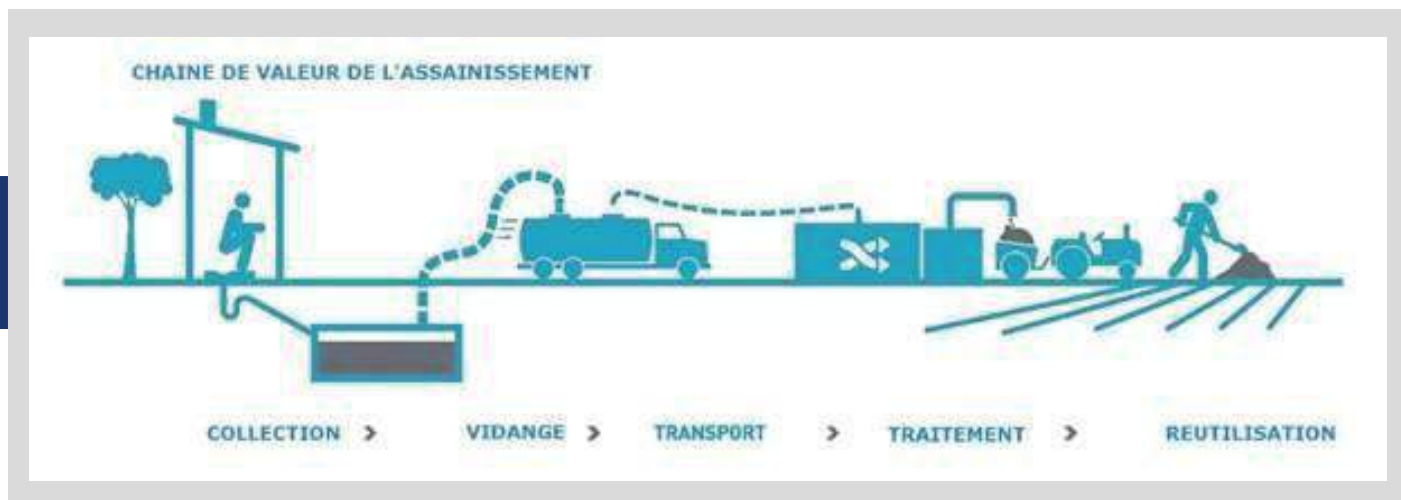 CHAINE DE VALEUR DE L'ASSAINISSEMENT
COLLECTION > VIDANGE > TRANSPORT > TRAITEMENT > REUTILISATION